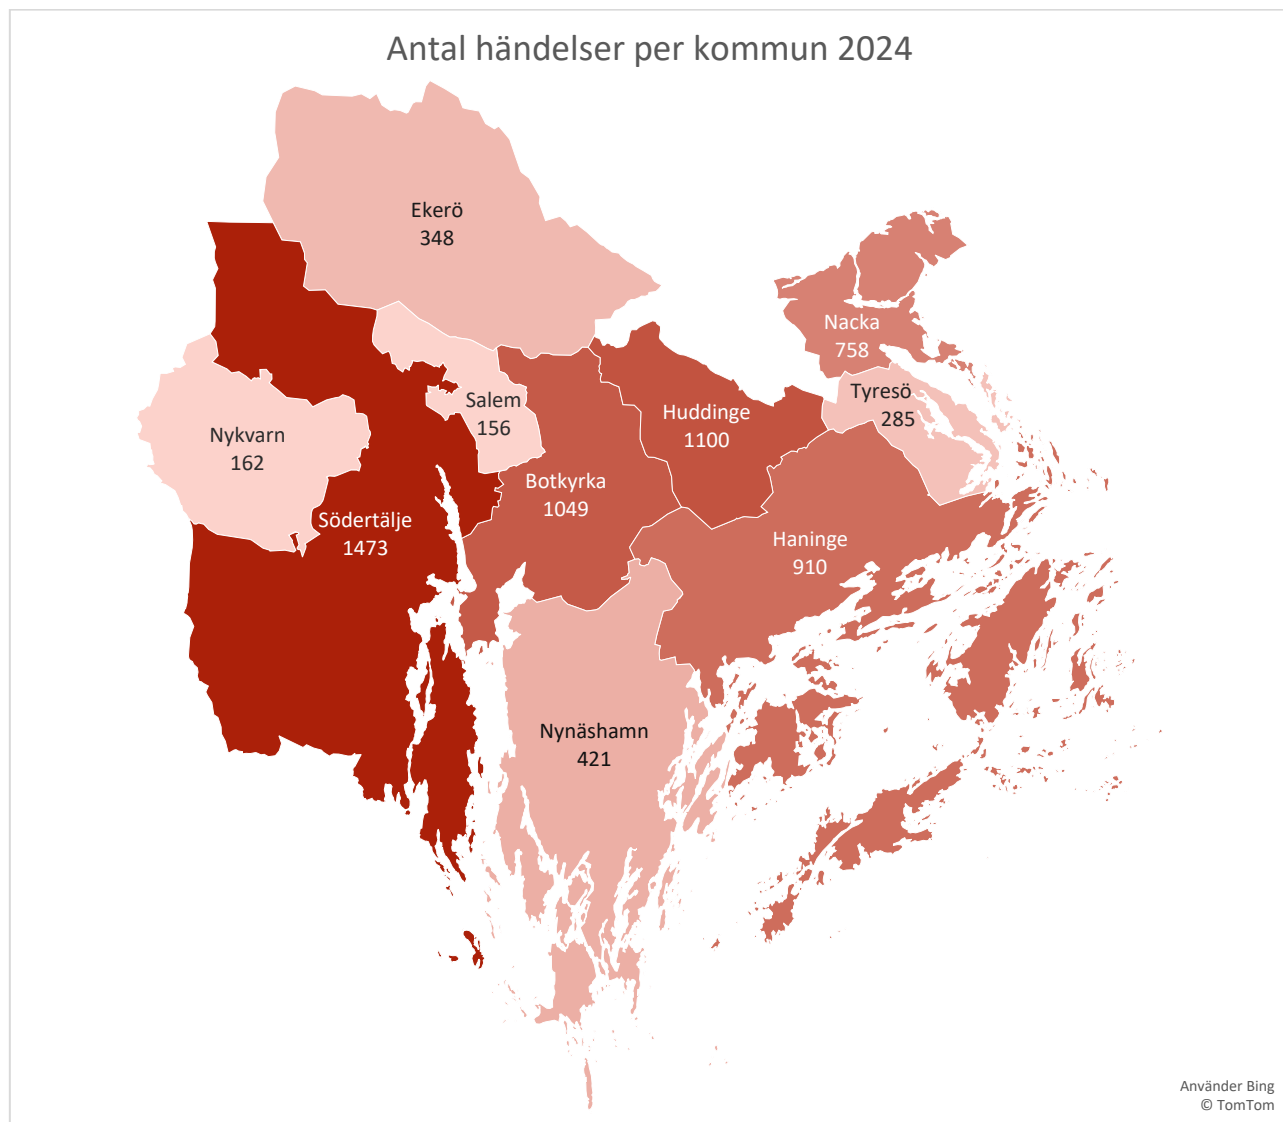 Antal händelser per kommun 2024
Ekerö
348
Nacka
758
Tyresö
285
Salem
156
Huddinge
1100
Nykvarn
162
Botkyrka
1049
Södertälje
1473
Haninge
910
Nynäshamn
421
Använder Bing
© TomTom